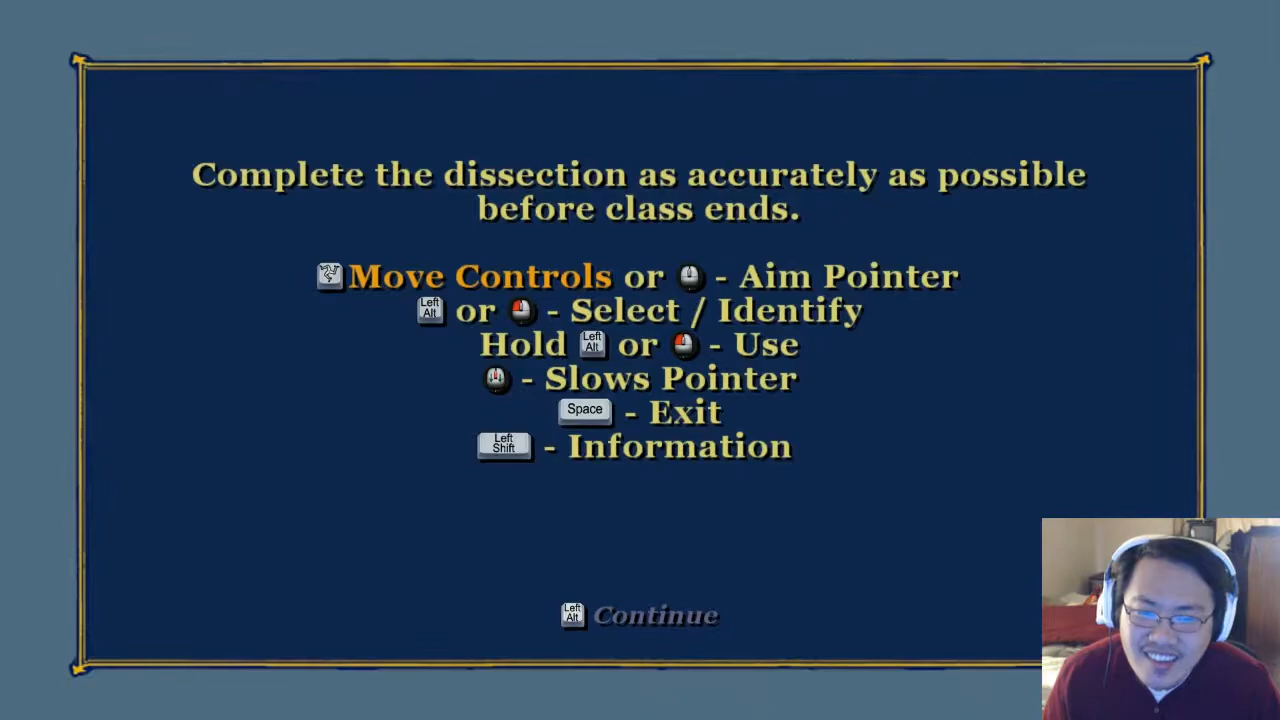 Complete the dissection as accurately as possible
before class ends.
Move Controls or - Aim Pointer
Left Alt or - Select / Identify
Hold Left Alt or - Use
- Slows Pointer
Space - Exit
Left Shift - Information
Left Alt Continue